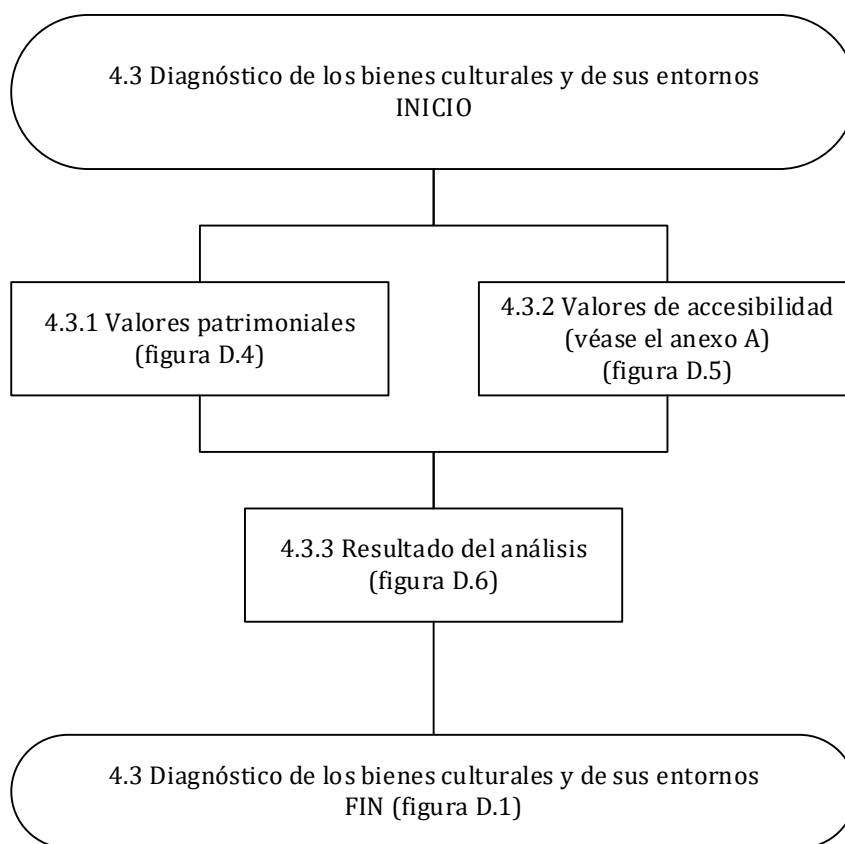 4.3 Diagnóstico de los bienes culturales y de sus entornos
INICIO
4.3.1 Valores patrimoniales
(figura D.4)
4.3.2 Valores de accesibilidad
(véase el anexo A)
(figura D.5)
4.3.3 Resultado del análisis
(figura D.6)
4.3 Diagnóstico de los bienes culturales y de sus entornos
FIN (figura D.1)